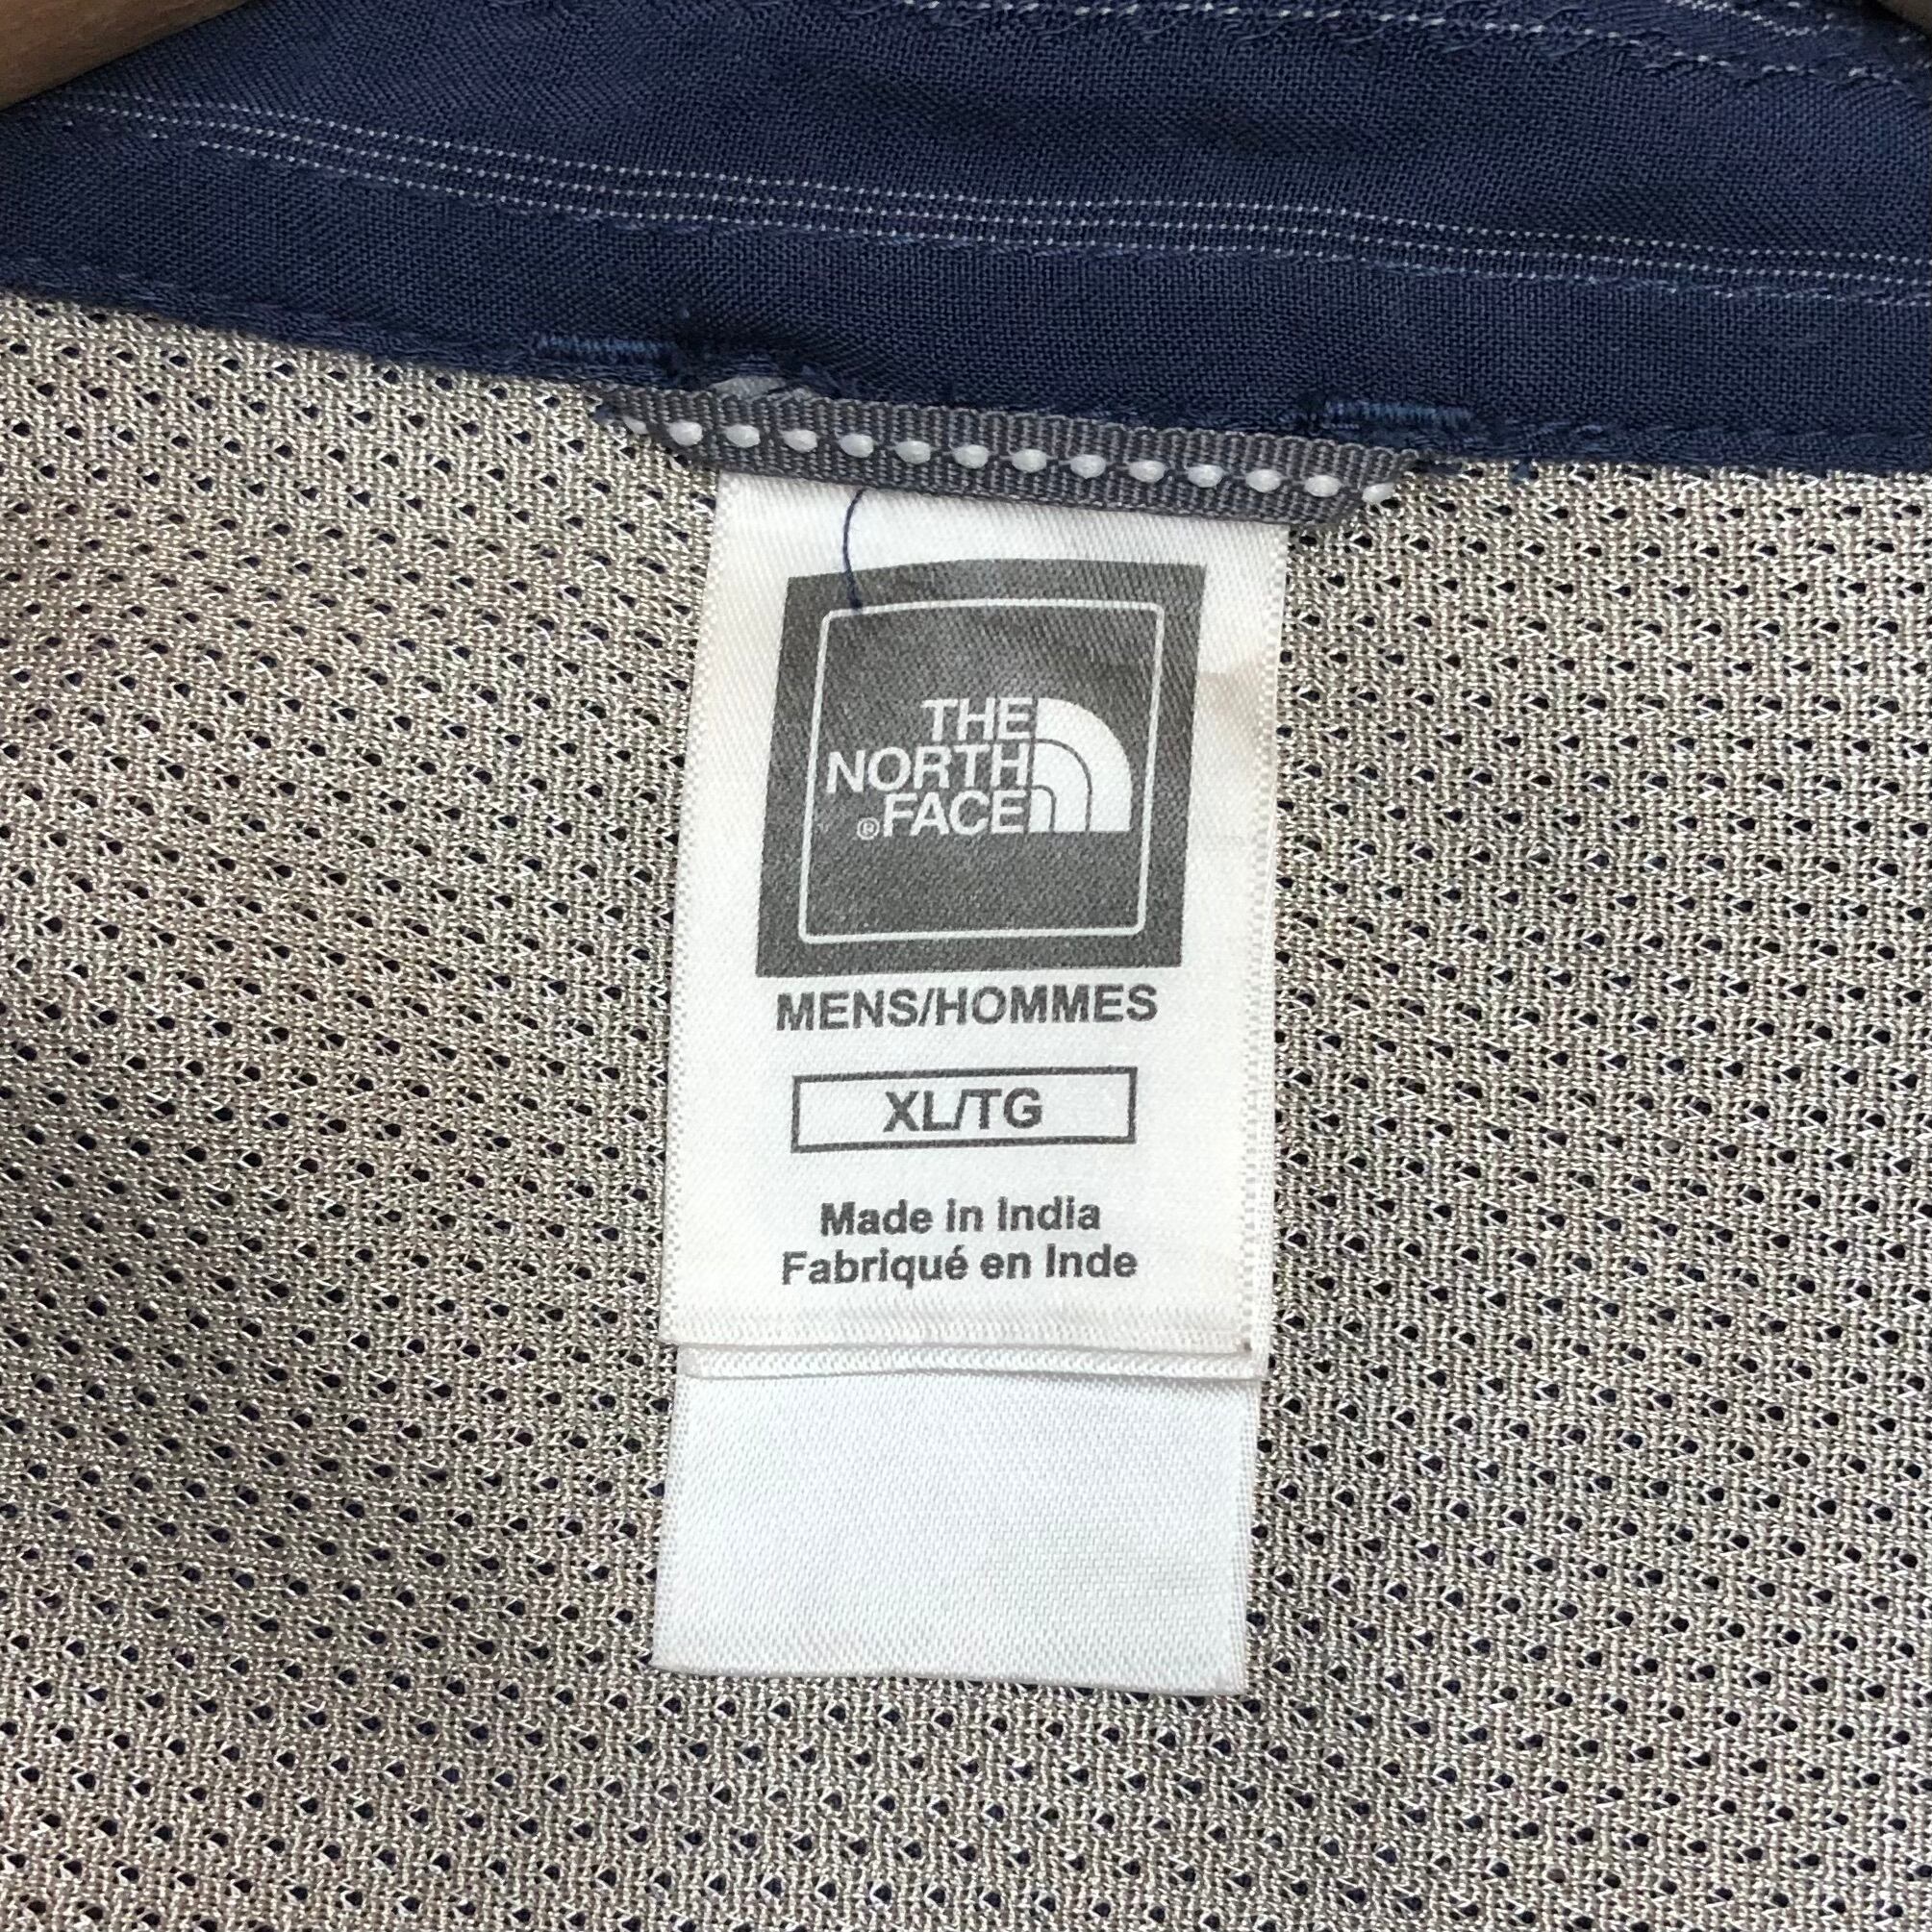 THE
NORTH
®FACE
MENS/HOMMES
XL/TG
Made in India
Fabriqué en Inde